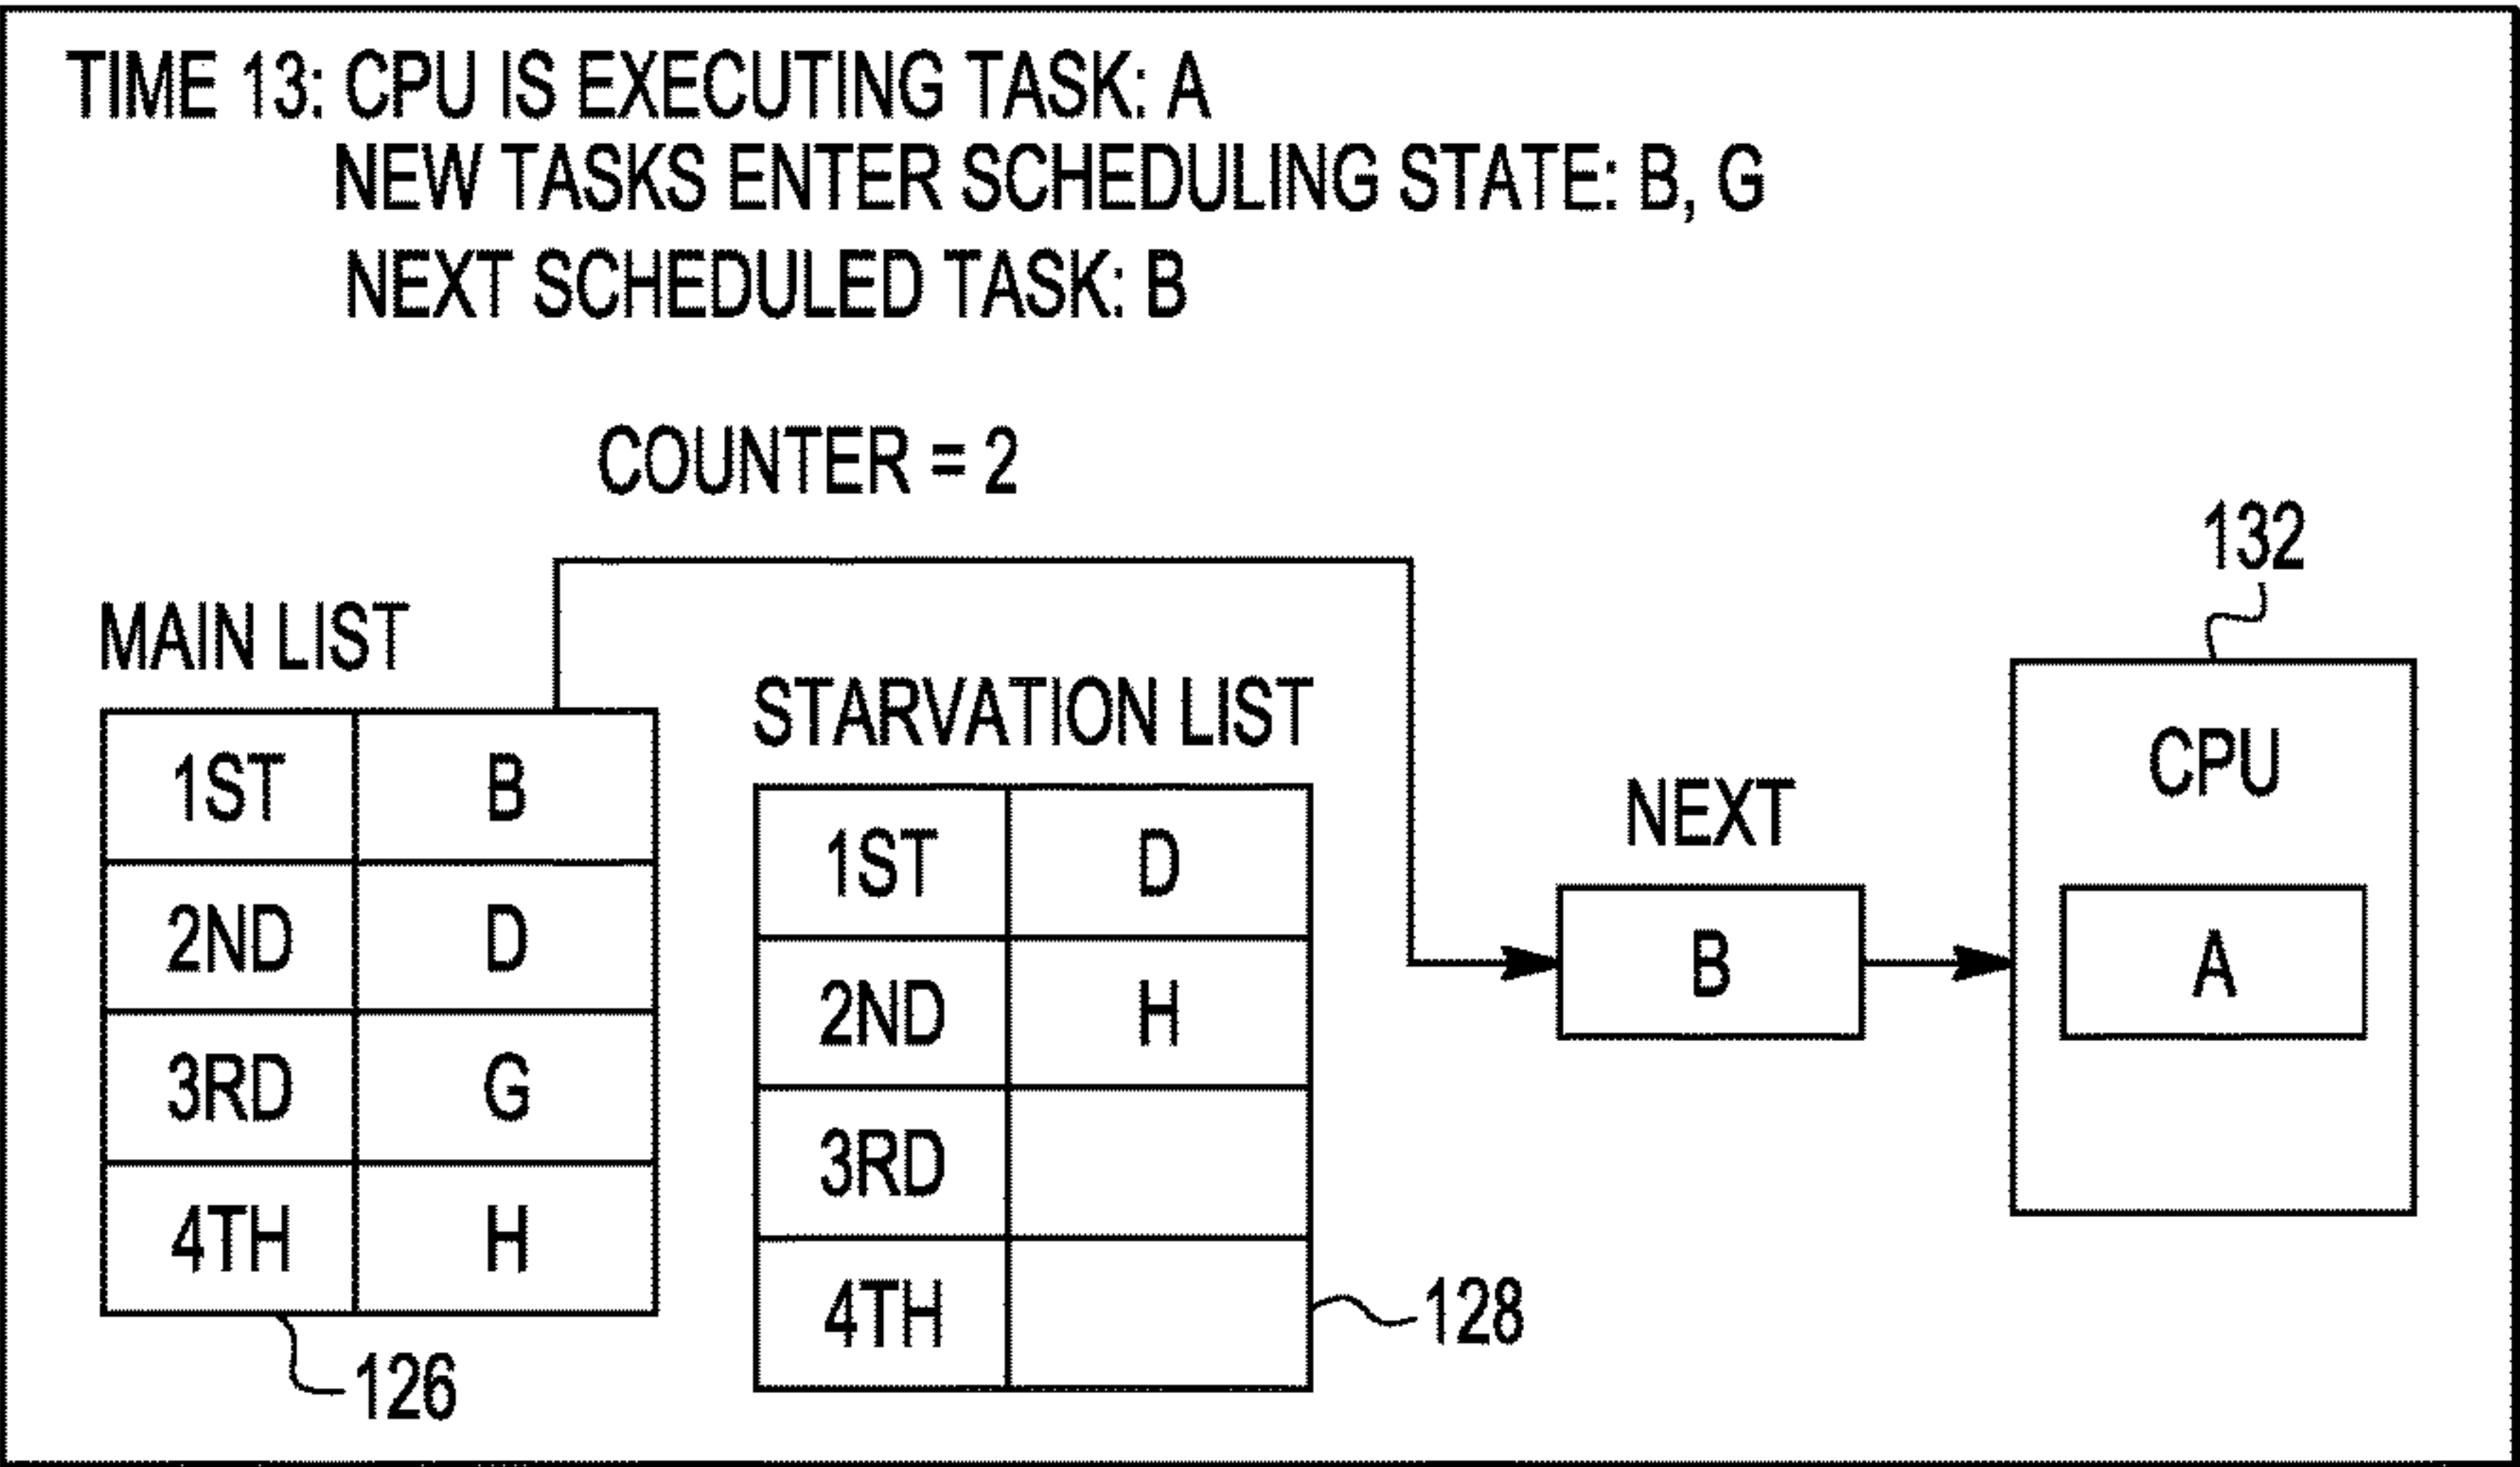 TIME 13: CPU IS EXECUTING TASK: A
NEW TASKS ENTER SCHEDULING STATE: B, G
NEXT SCHEDULED TASK: B
COUNTER = 2
MAIN LIST
1ST B
2ND D
3RD G
4TH H
126
STARVATION LIST
1ST D
2ND H
3RD
4TH
128
NEXT
B
132
CPU
A